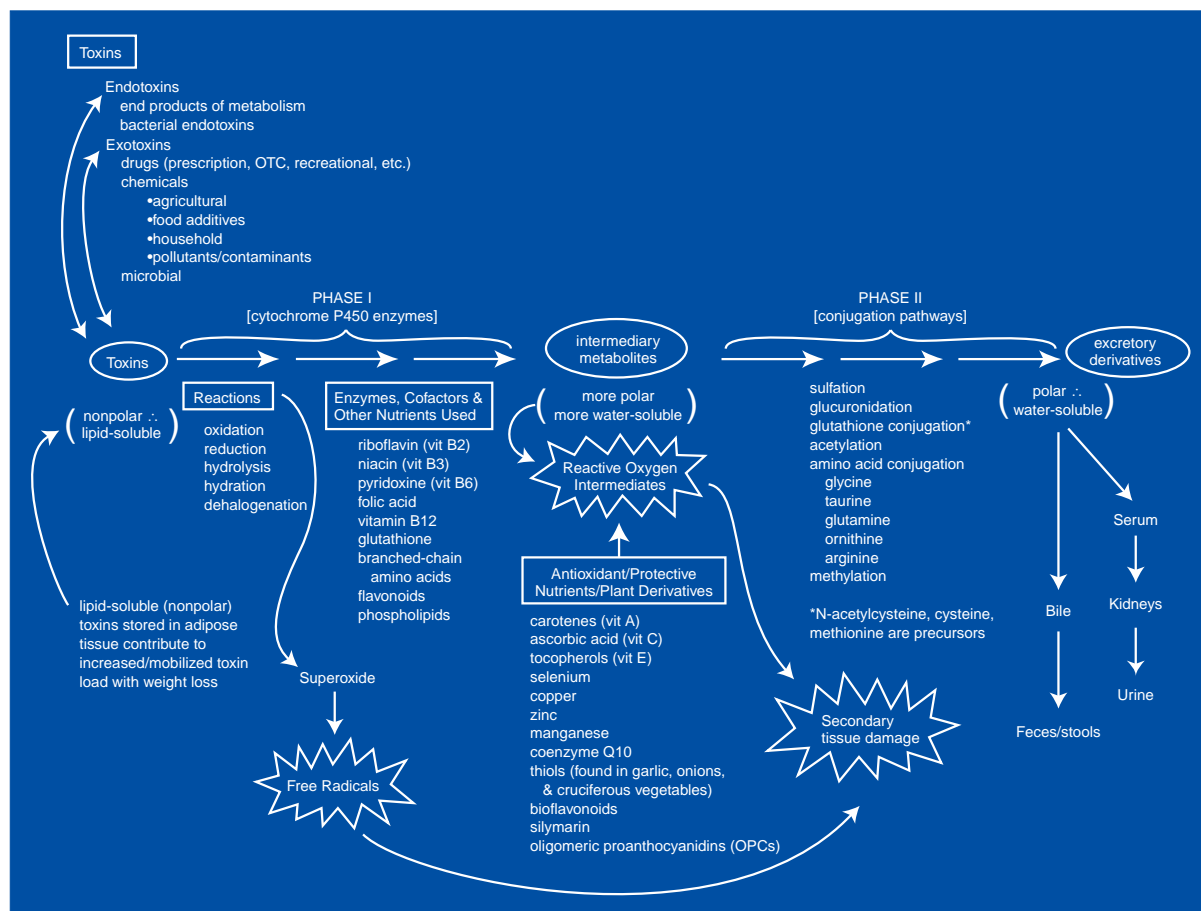 Toxins
Endotoxins
end products of metabolism
bacterial endotoxins
Exotoxins
drugs (prescription, OTC, recreational, etc.)
chemicals
•agricultural
•food additives
•household
•pollutants/contaminants
microbial
PHASE I
[cytochrome P450 enzymes]
PHASE II
[conjugation pathways]
Toxins
intermediary
metabolites
excretory
derivatives
(nonpolar ∴
lipid-soluble)
Reactions
oxidation
reduction
hydrolysis
hydration
dehalogenation
Enzymes, Cofactors &
Other Nutrients Used
riboflavin (vit B2)
niacin (vit B3)
pyridoxine (vit B6)
folic acid
vitamin B12
glutathione
branched-chain
amino acids
flavonoids
phospholipids
(more polar
more water-soluble)
Reactive Oxygen
Intermediates
Antioxidant/Protective
Nutrients/Plant Derivatives
carotenes (vit A)
ascorbic acid (vit C)
tocopherols (vit E)
selenium
copper
zinc
manganese
coenzyme Q10
thiols (found in garlic, onions,
& cruciferous vegetables)
bioflavonoids
silymarin
oligomeric proanthocyanidins (OPCs)
sulfation
glucuronidation
glutathione conjugation*
acetylation
amino acid conjugation
glycine
taurine
glutamine
ornithine
arginine
methylation
*N-acetylcysteine, cysteine,
methionine are precursors
(polar ∴
water-soluble)
Serum
Bile
Kidneys
Urine
Feces/stools
lipid-soluble (nonpolar)
toxins stored in adipose
tissue contribute to
increased/mobilized toxin
load with weight loss
Superoxide
Free Radicals
Secondary
tissue damage